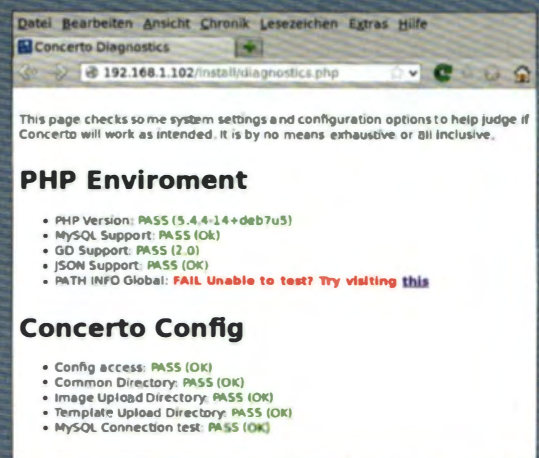 Datei Bearbeiten Ansicht Chronik Lesezeichen Extras Hilfe
Concerto Diagnostics
192.168.1.102/install/diagnostics.php
This page checks some system settings and configuration options to help judge if
Concerto will work as intended. It is by no means exhaustive or all inclusive.
PHP Enviroment
• PHP Version: PASS (5.4.4-14+deb7u5)
• MySQL Support: PASS (Ok)
• GD Support: PASS (2.0)
• JSON Support: PASS (OK)
• PATH INFO Global: FAIL Unable to test? Try visiting this
Concerto Config
• Config access: PASS (OK)
• Common Directory: PASS (OK)
• Image Upload Directory: PASS (OK)
• Template Upload Directory: PASS (OK)
• MySQL Connection test: PASS (OK)